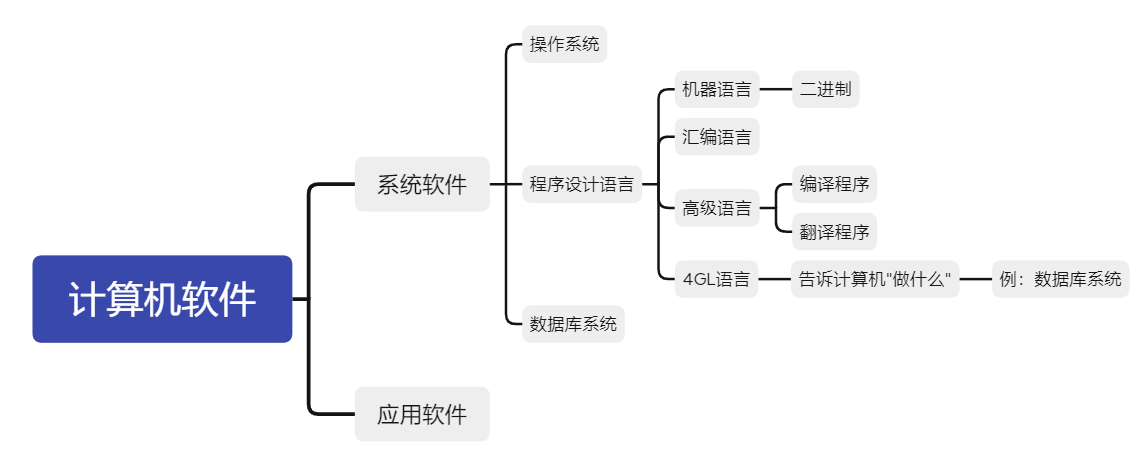 计算机软件
系统软件
操作系统
程序设计语言
机器语言
二进制
汇编语言
高级语言
编译程序
翻译程序
4GL语言
告诉计算机"做什么"
例：数据库系统
数据库系统
应用软件